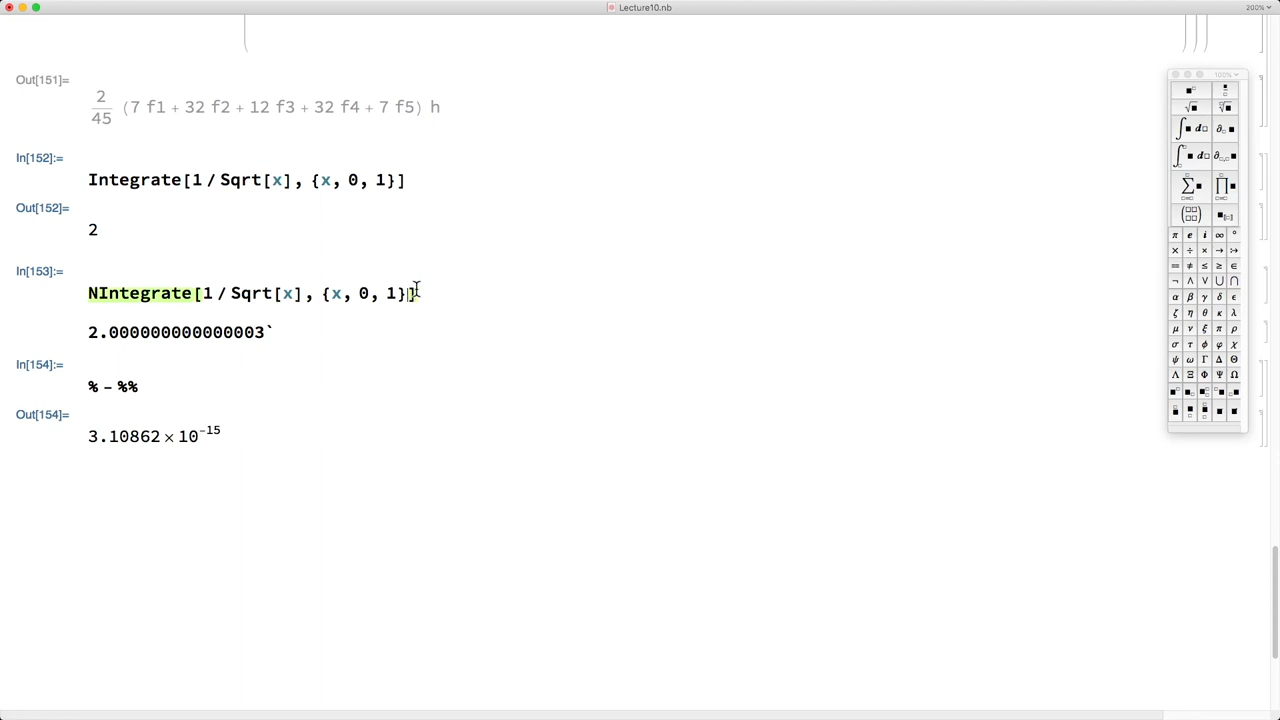 Lecture10.nb
200%
Out[151]=
2/45 (7 f1 + 32 f2 + 12 f3 + 32 f4 + 7 f5) h
In[152]:=
Integrate[1 / Sqrt[x], {x, 0, 1}]
Out[152]=
2
In[153]:=
NIntegrate[1 / Sqrt[x], {x, 0, 1}]
2.000000000000003`
In[154]:=
% - %%
Out[154]=
3.10862 × 10^-15
100%
√■
∫■ d□ ∂□ ■
∫ ■ d□ ∂□,□ ■
∑ ■ ∏ ■
π e i ∞ °
× ÷ × → ↦
== ≠ ≤ ≥ ∈
¬ ∧ ∨ ∪ ∩
α β γ δ ε
ζ η θ κ λ
μ ν ξ π ρ
σ τ φ φ χ
ψ ω Γ Δ Θ
Λ Ξ Φ Ψ Ω